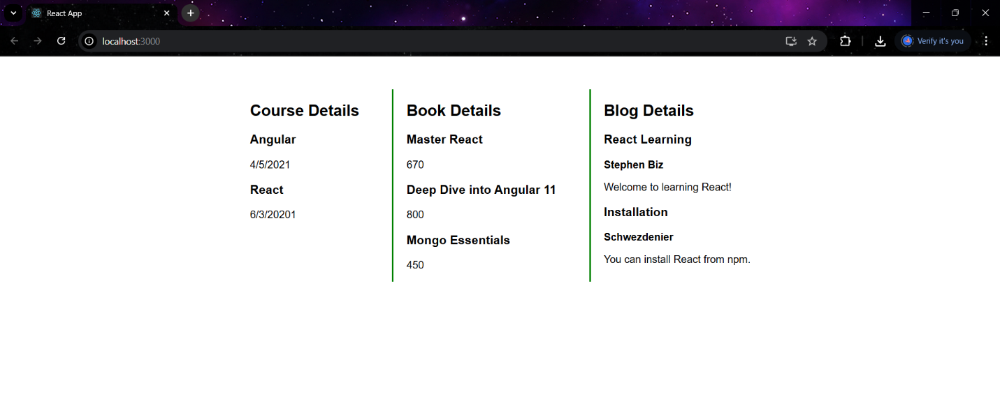 React App
localhost:3000
Verify it's you
Course Details
Angular
4/5/2021
React
6/3/20201
Book Details
Master React
670
Deep Dive into Angular 11
800
Mongo Essentials
450
Blog Details
React Learning
Stephen Biz
Welcome to learning React!
Installation
Schwezdenier
You can install React from npm.